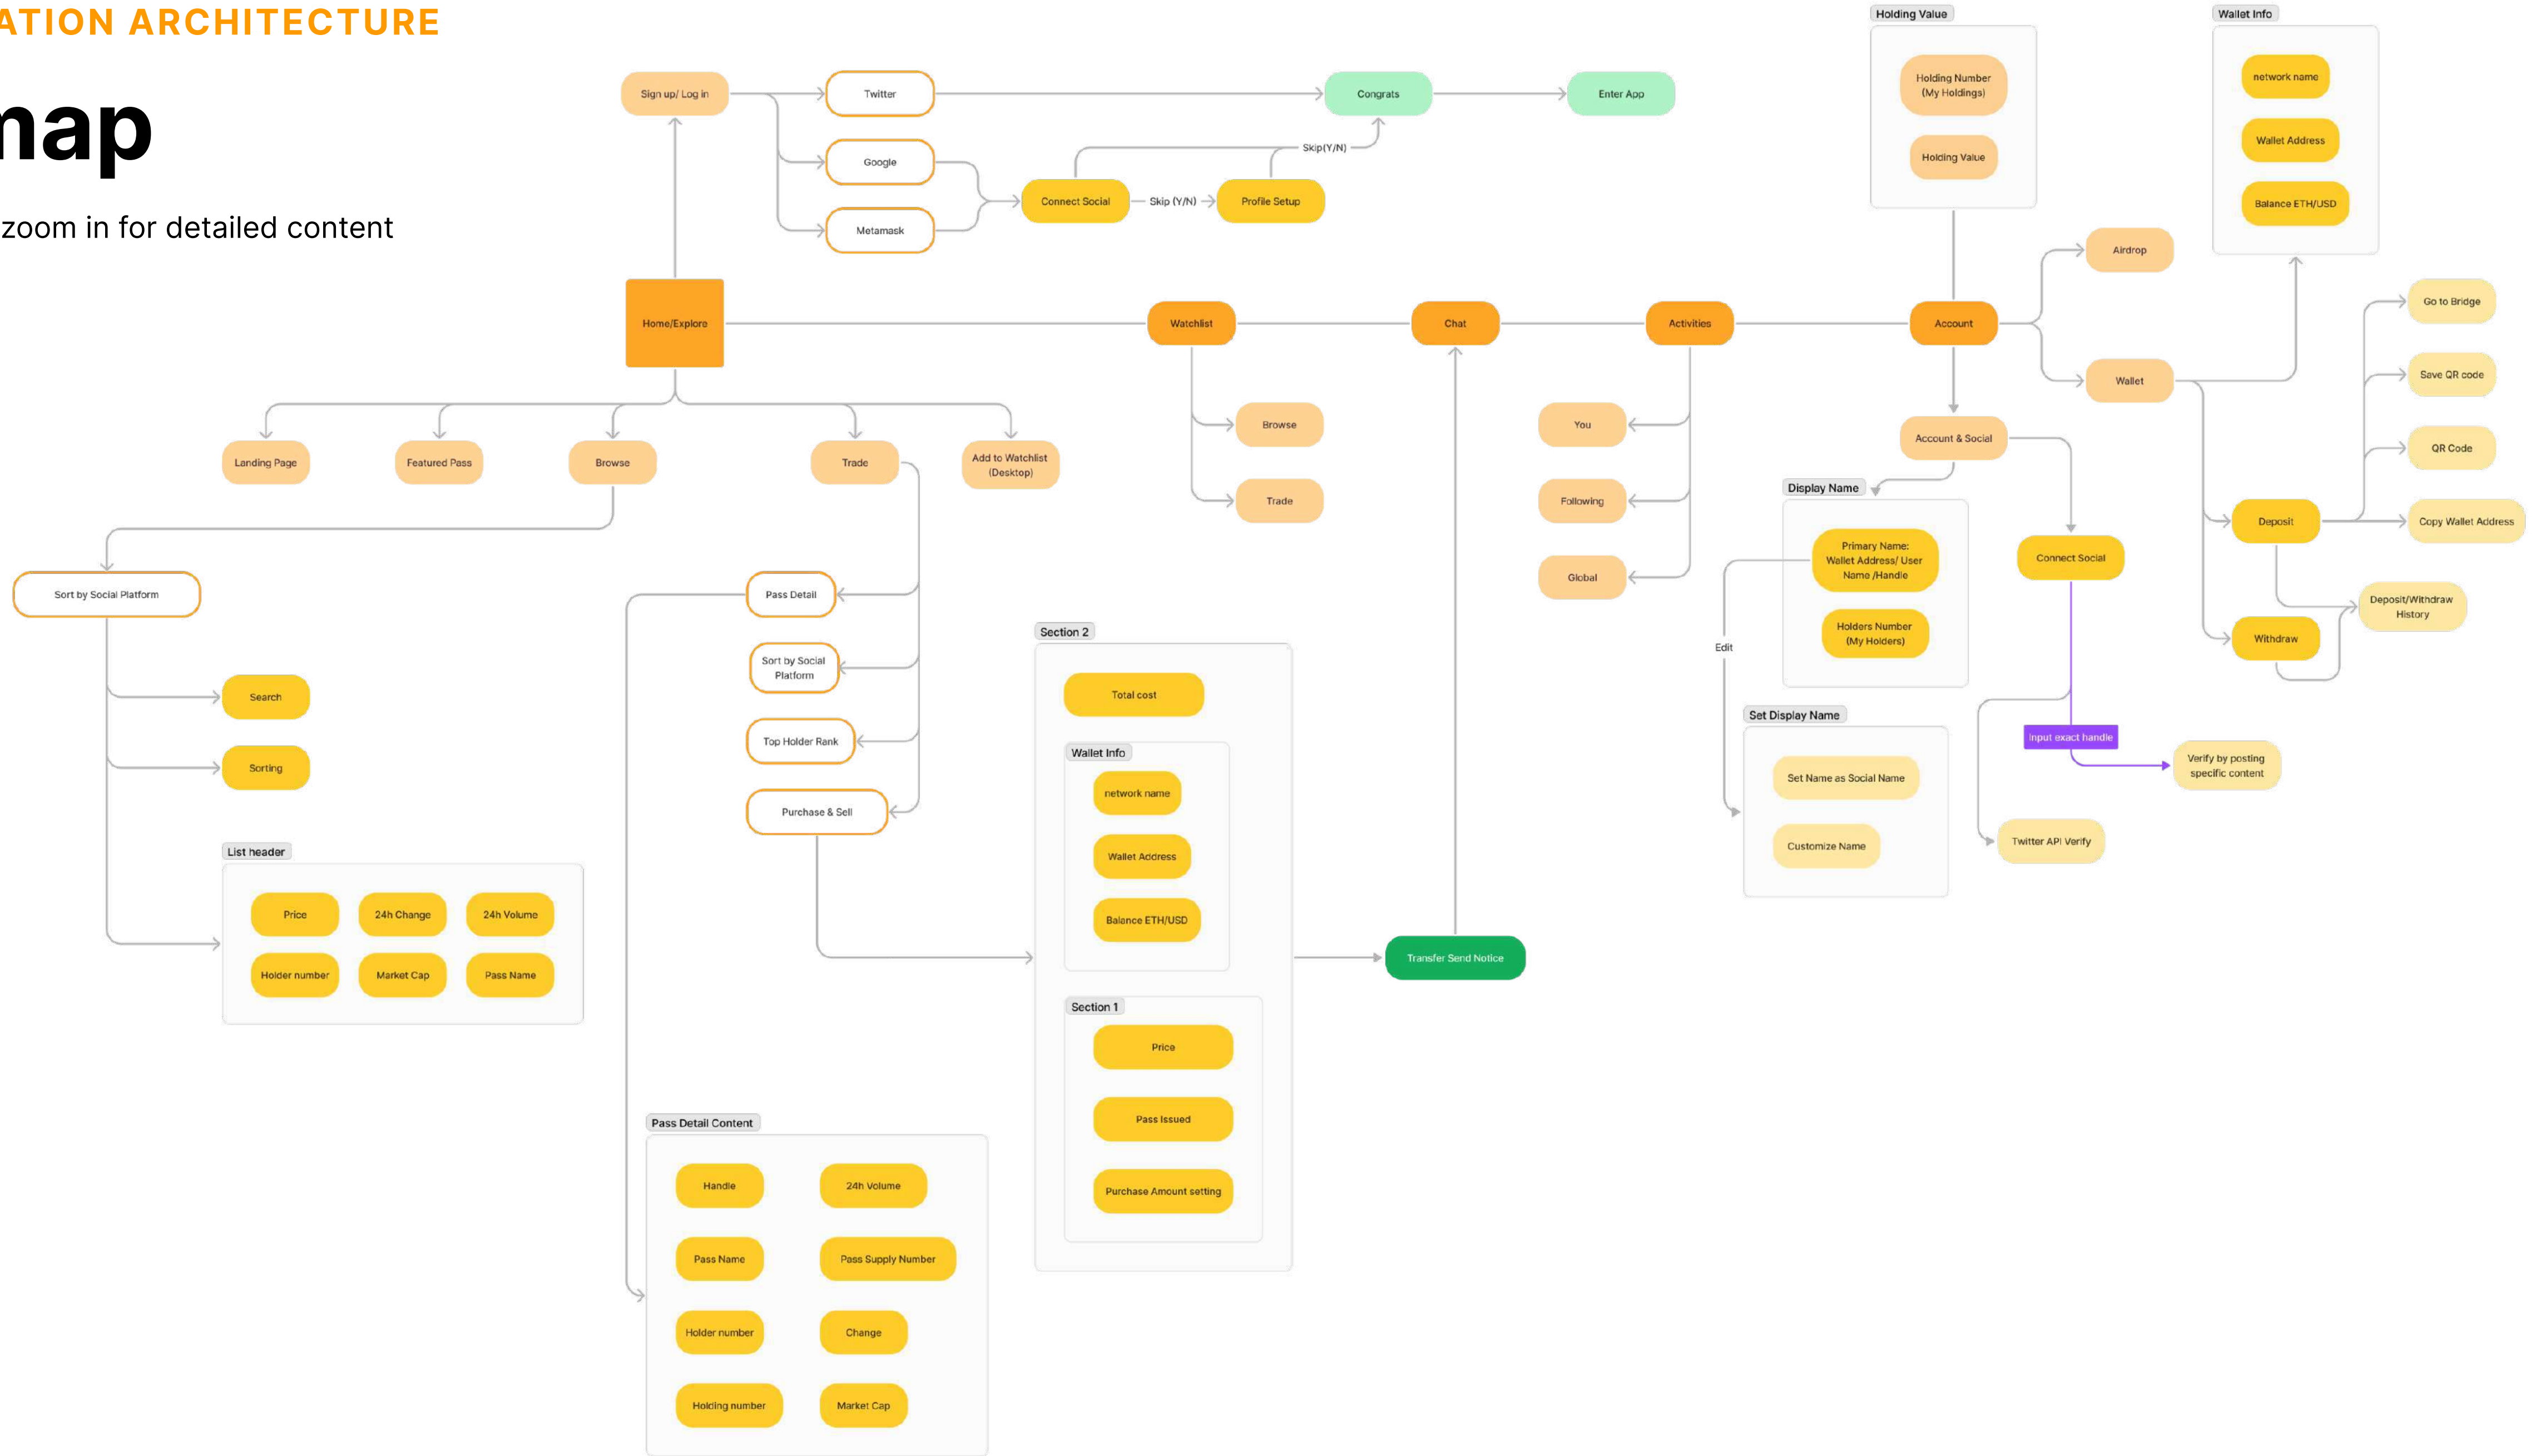 ATION ARCHITECTURE
map
zoom in for detailed content
Sign up/ Log in
Twitter
Google
Metamask
Connect Social
Skip (Y/N)
Profile Setup
Skip(Y/N)
Congrats
Enter App
Holding Value
Holding Number
(My Holdings)
Holding Value
Wallet Info
network name
Wallet Address
Balance ETH/USD
Home/Explore
Watchlist
Chat
Activities
Account
Airdrop
Wallet
Go to Bridge
Save QR code
QR Code
Copy Wallet Address
Deposit
Withdraw
Deposit/Withdraw
History
Landing Page
Featured Pass
Browse
Trade
Add to Watchlist
(Desktop)
Browse
Trade
You
Following
Global
Account & Social
Display Name
Primary Name:
Wallet Address/ User
Name /Handle
Holders Number
(My Holders)
Edit
Set Display Name
Set Name as Social Name
Customize Name
Connect Social
Input exact handle
Verify by posting
specific content
Twitter API Verify
Sort by Social Platform
Search
Sorting
List header
Price
24h Change
24h Volume
Holder number
Market Cap
Pass Name
Pass Detail
Sort by Social
Platform
Top Holder Rank
Purchase & Sell
Section 2
Total cost
Wallet Info
network name
Wallet Address
Balance ETH/USD
Section 1
Price
Pass Issued
Purchase Amount setting
Transfer Send Notice
Pass Detail Content
Handle
24h Volume
Pass Name
Pass Supply Number
Holder number
Change
Holding number
Market Cap